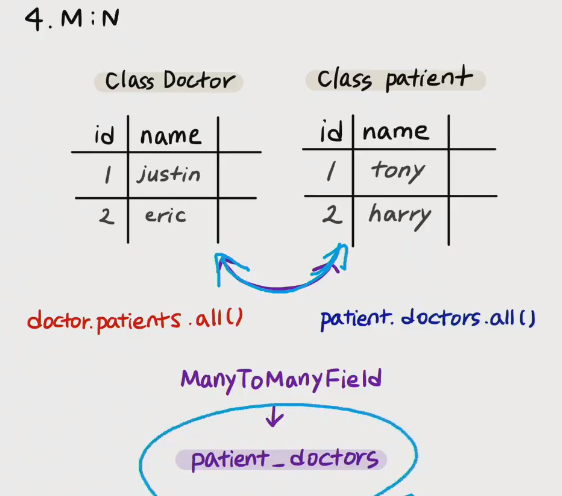 4. M:N
Class Doctor
id name
1 justin
2 eric
Class patient
id name
1 tony
2 harry
doctor.patients.all()
patient.doctors.all()
ManyToManyField
patient_doctors